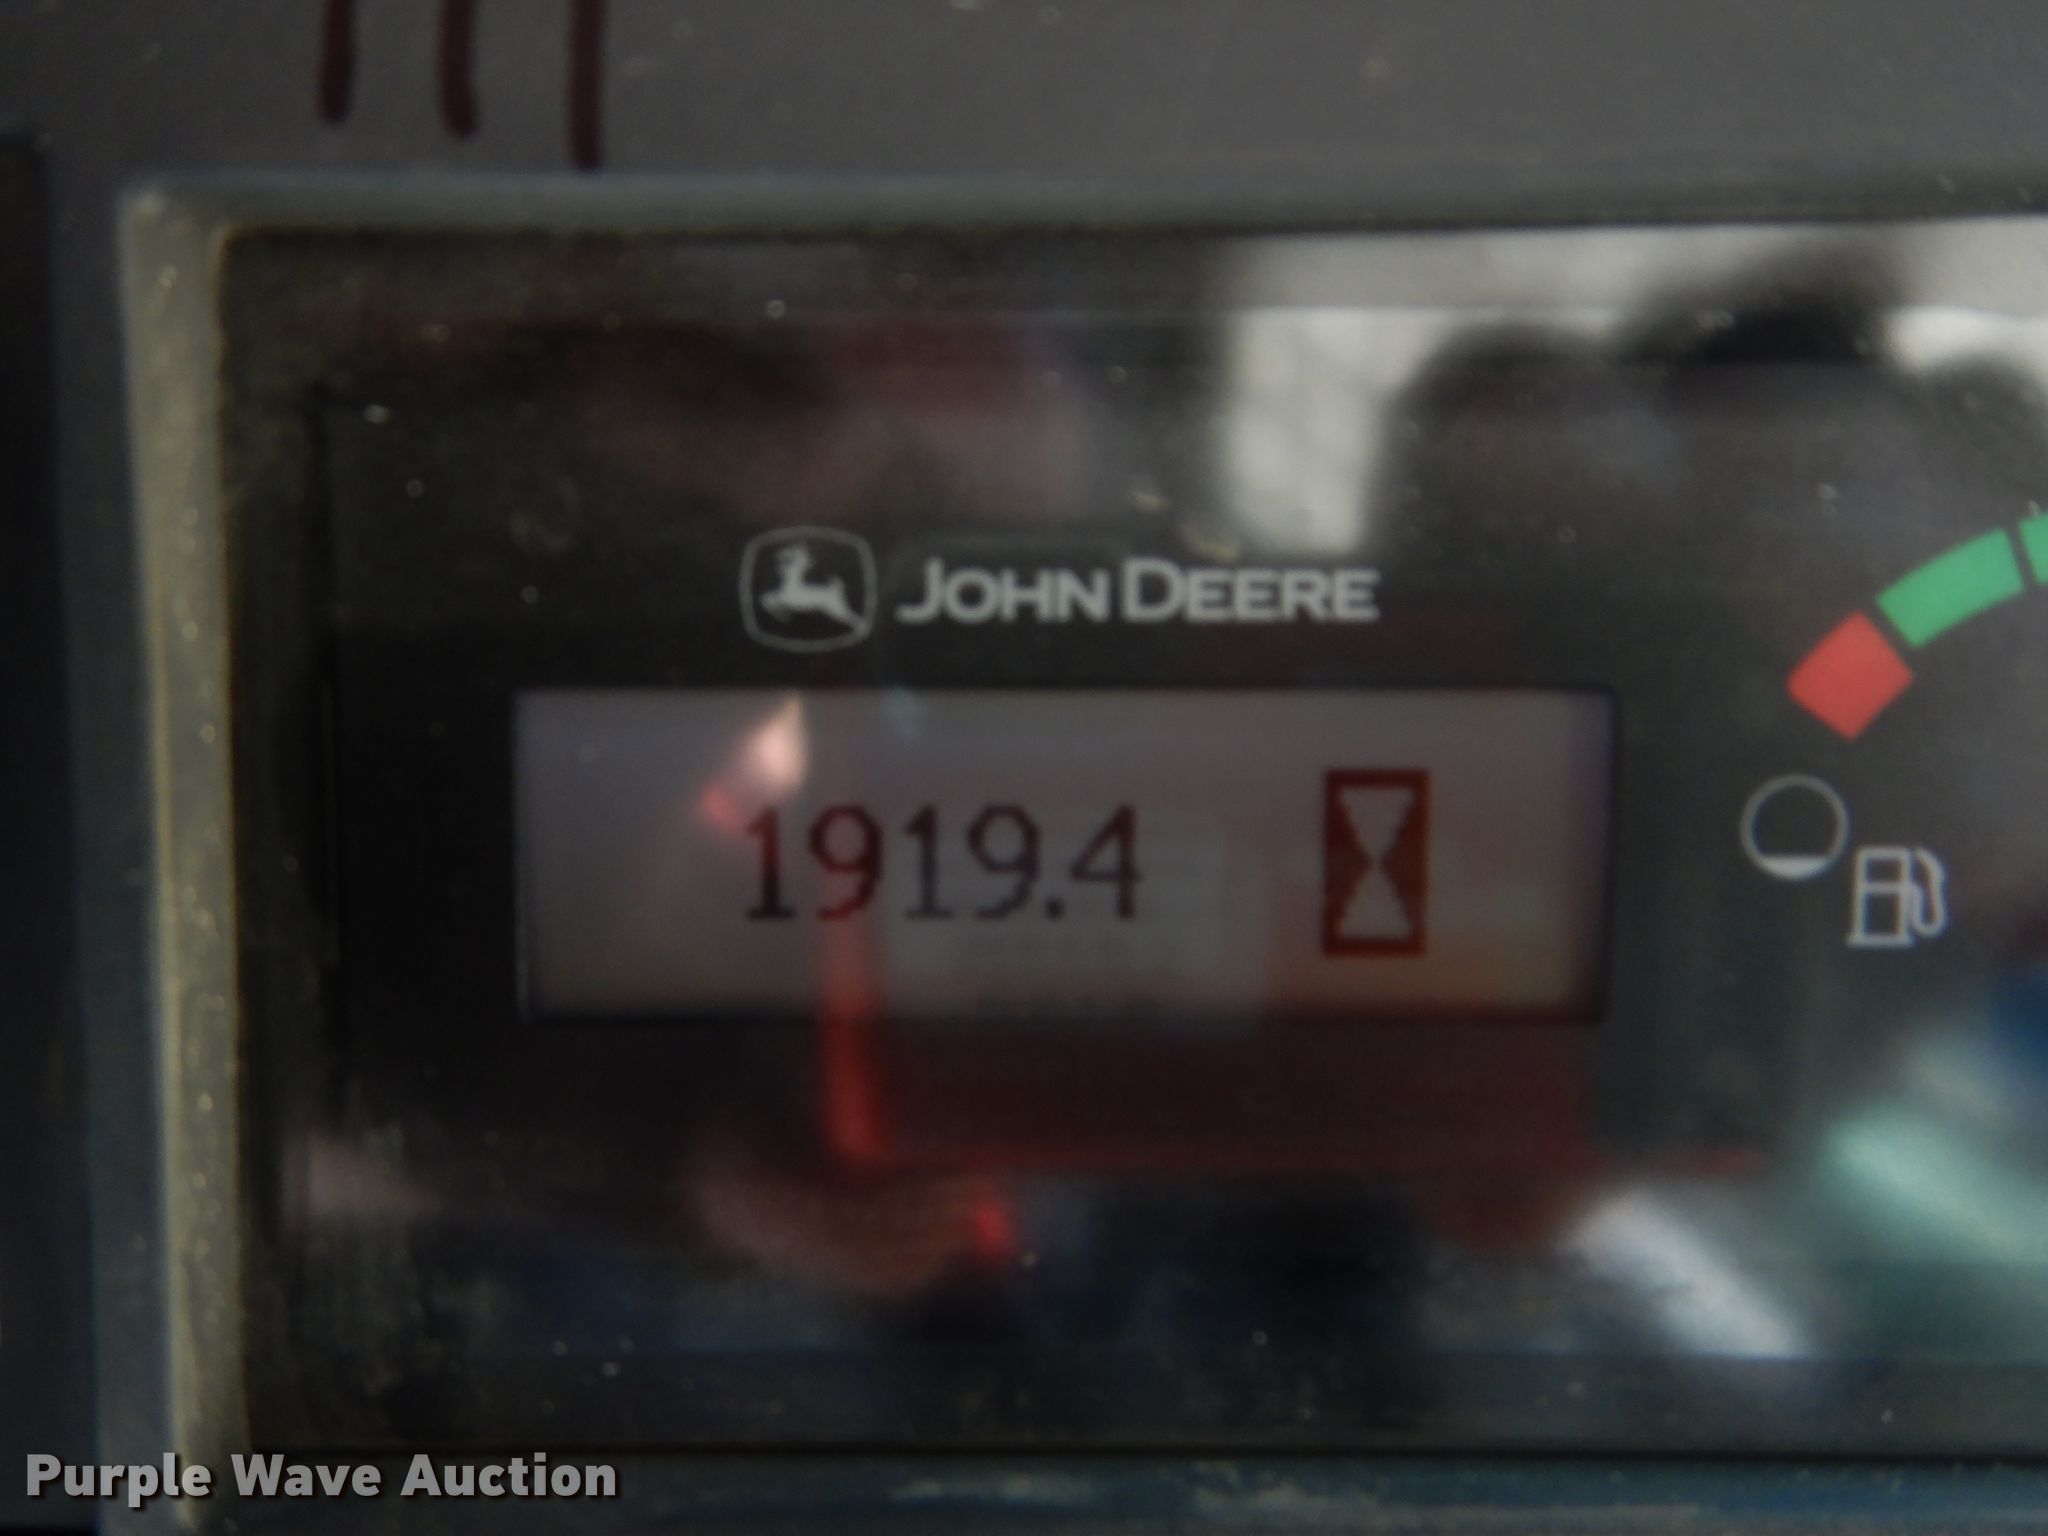 JOHN DEERE
1919.4
Purple Wave Auction